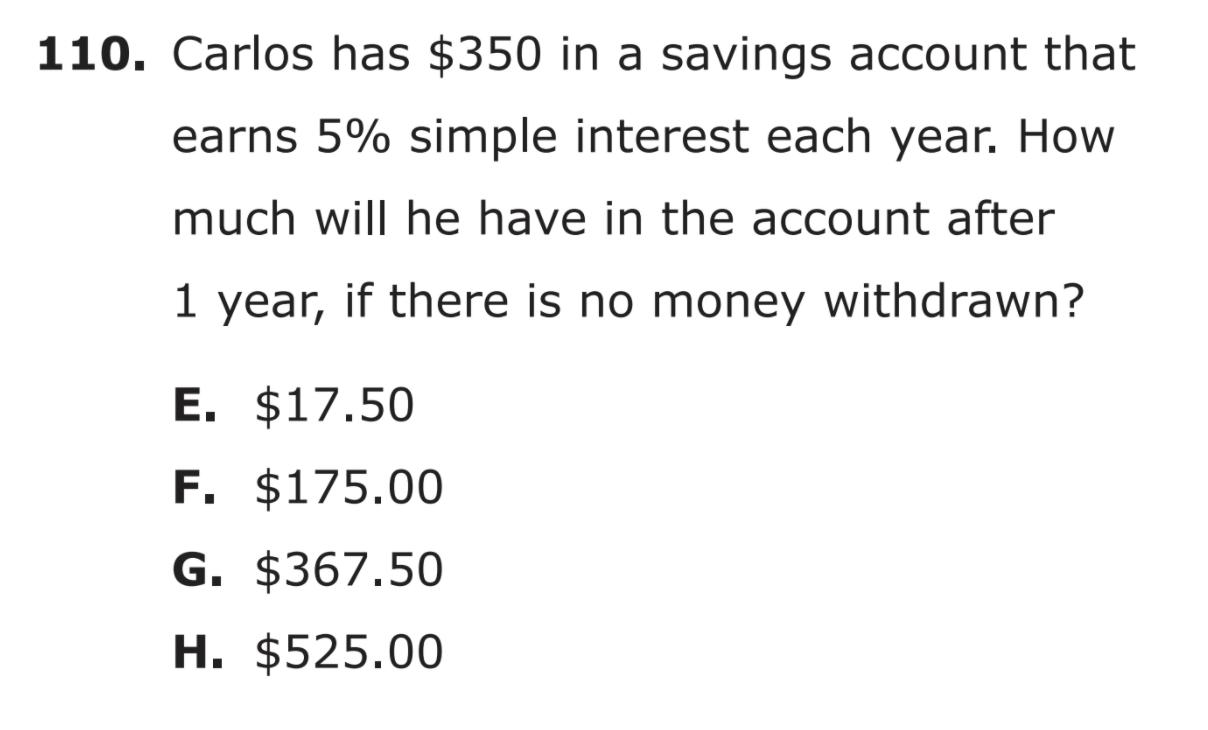 110. Carlos has $350 in a savings account that
earns 5% simple interest each year. How
much will he have in the account after
1 year, if there is no money withdrawn?
E. $17.50
F. $175.00
G. $367.50
H. $525.00